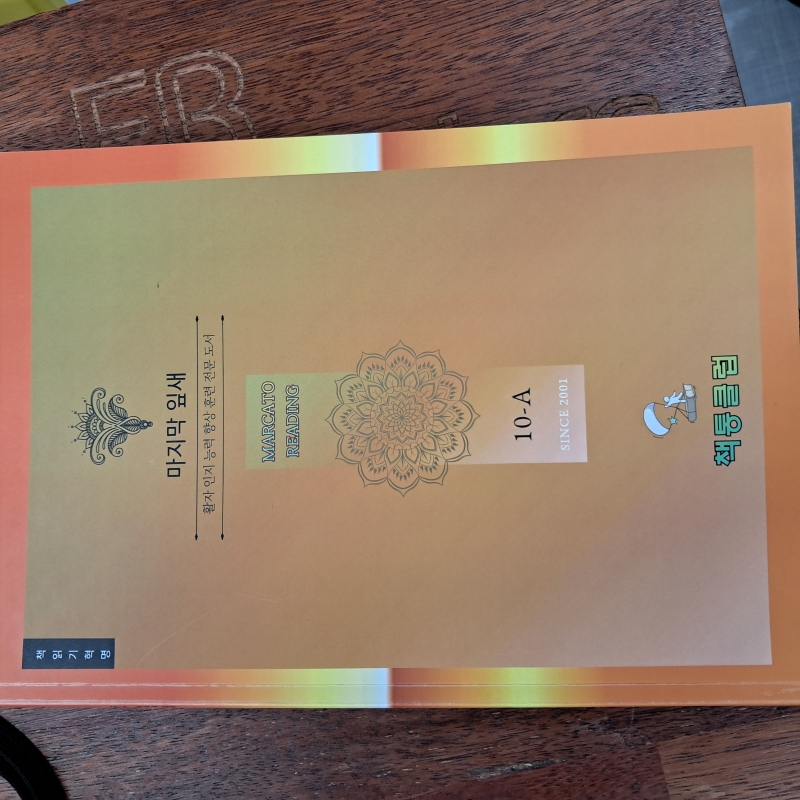 책읽기혁명
마지막 잎새
활자 인지 능력 향상 훈련 전문 도서
MARCATO
READING
10-A
SINCE 2001
책통클럽
ER